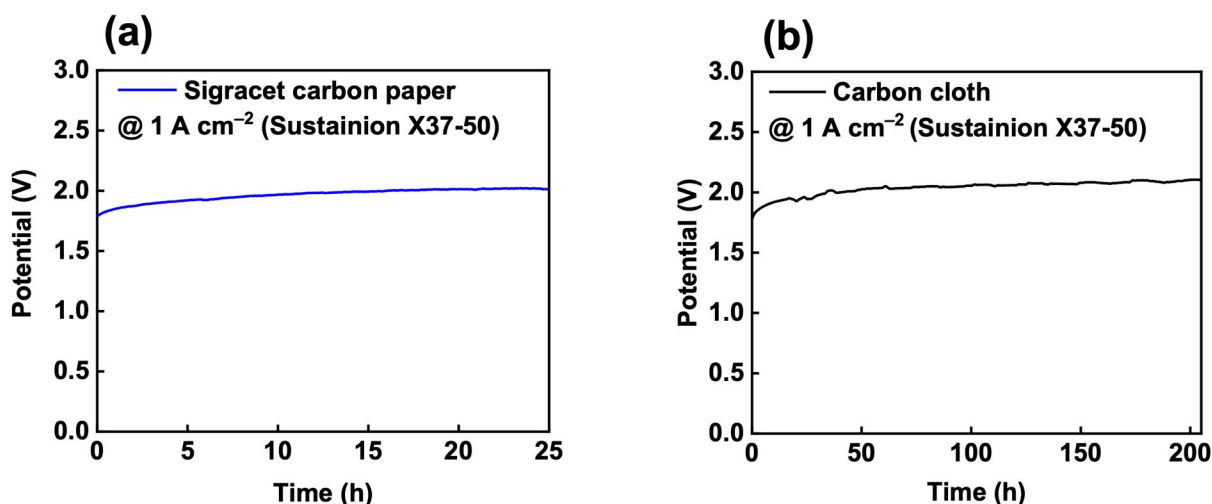 (a)
3.0
2.5
2.0
1.5
1.0
0.5
0.0
Potential (V)
Sigracet carbon paper
@ 1 A cm⁻² (Sustainion X37-50)
0 5 10 15 20 25
Time (h)
(b)
3.0
2.5
2.0
1.5
1.0
0.5
0.0
Potential (V)
Carbon cloth
@ 1 A cm⁻² (Sustainion X37-50)
0 50 100 150 200
Time (h)